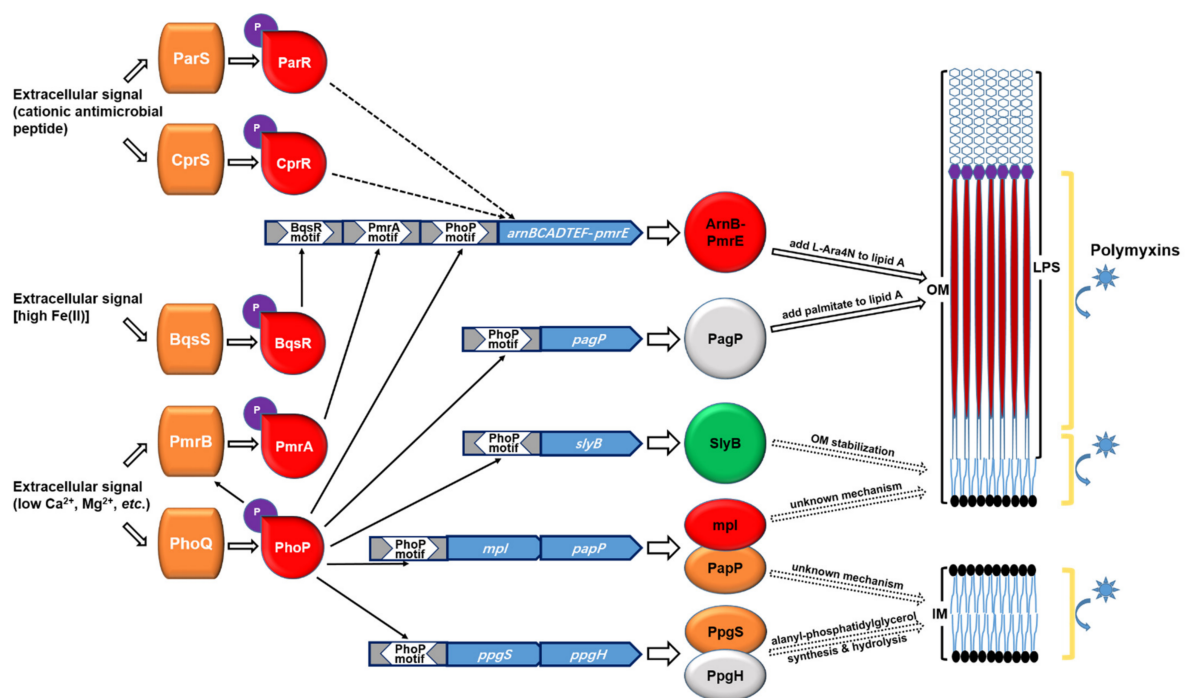 P
ParS
ParR
Extracellular signal
(cationic antimicrobial
peptide)
P
CprS
CprR
BqsR
motif
PmrA
motif
PhoP
motif
arnBCADTEF-pmrE
ArnB-
PmrE
add L-Ara4N to lipid A
OM
LPS
Polymyxins
Extracellular signal
[high Fe(II)]
P
BqsS
BqsR
PhoP
motif
pagP
PagP
add palmitate to lipid A
P
PmrB
PmrA
PhoP
motif
slyB
SlyB
OM stabilization
Extracellular signal
(low Ca²⁺, Mg²⁺, etc.)
P
PhoQ
PhoP
PhoP
motif
mpl
papP
mpl
PapP
unknown mechanism
unknown mechanism
IM
PhoP
motif
ppgS
ppgH
PpgS
PpgH
alanyl-phosphatidylglycerol
synthesis & hydrolysis